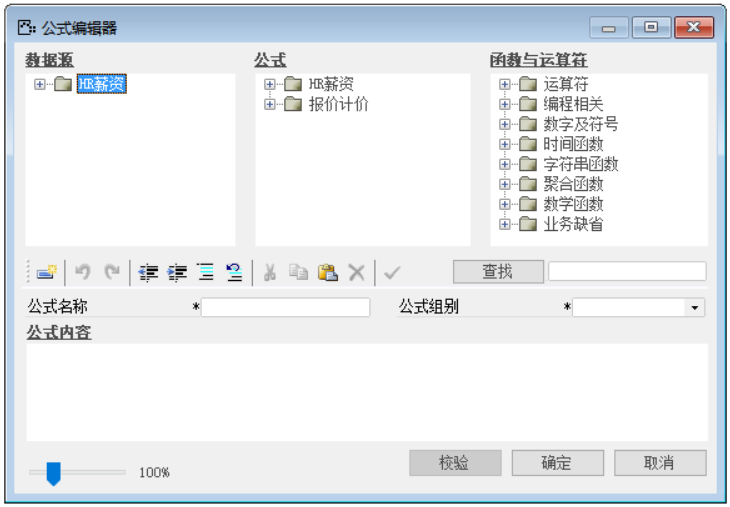 公式编辑器
数据源
公式
函数与运算符
HR薪资
HR薪资
报价计价
运算符
编程相关
数字及符号
时间函数
字符串函数
聚合函数
数学函数
业务缺省
查找
公式名称 *
公式组别 *
公式内容
100%
校验
确定
取消